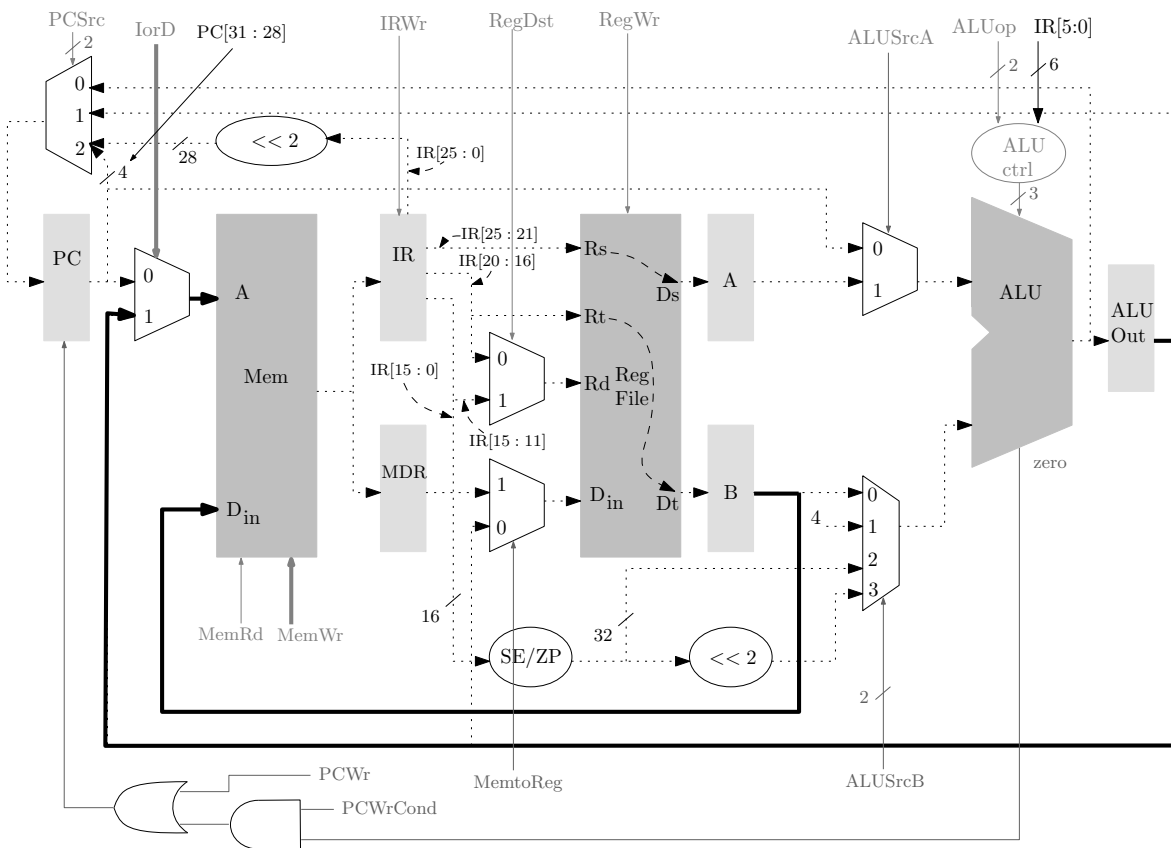 PCSrc
IorD
PC[31 : 28]
IRWr
RegDst
RegWr
ALUSrcA
ALUop
IR[5:0]
2
2
6
0
1
2
<< 2
28
4
IR[25 : 0]
ALU
ctrl
3
PC
0
1
A
Mem
D in
IR
IR[25 : 21]
IR[20 : 16]
Rs
Ds
Rt
A
0
1
ALU
ALU
Out
IR[15 : 0]
0
1
Rd
Reg
File
IR[15 : 11]
MDR
1
0
D in
Dt
B
zero
0
4
1
2
3
16
32
MemRd
MemWr
SE/ZP
<< 2
2
PCWr
MemtoReg
ALUSrcB
PCWrCond